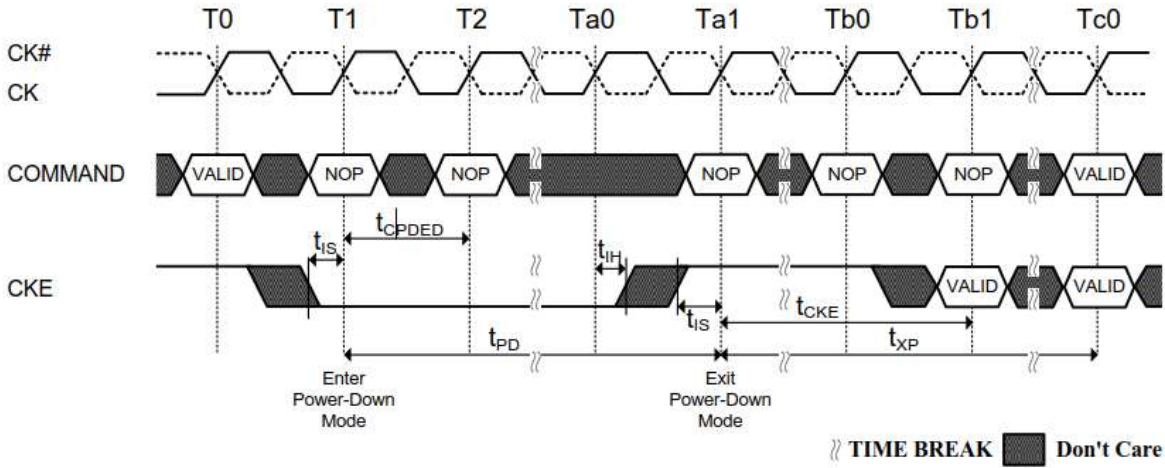 T0 T1 T2 Ta0 Ta1 Tb0 Tb1 Tc0
CK#
CK
COMMAND VALID NOP NOP NOP NOP NOP VALID
tCPDED
tIS
tIH
CKE VALID VALID
tIS
tCKE
tPD
tXP
Enter
Power-Down
Mode
Exit
Power-Down
Mode
TIME BREAK Don't Care